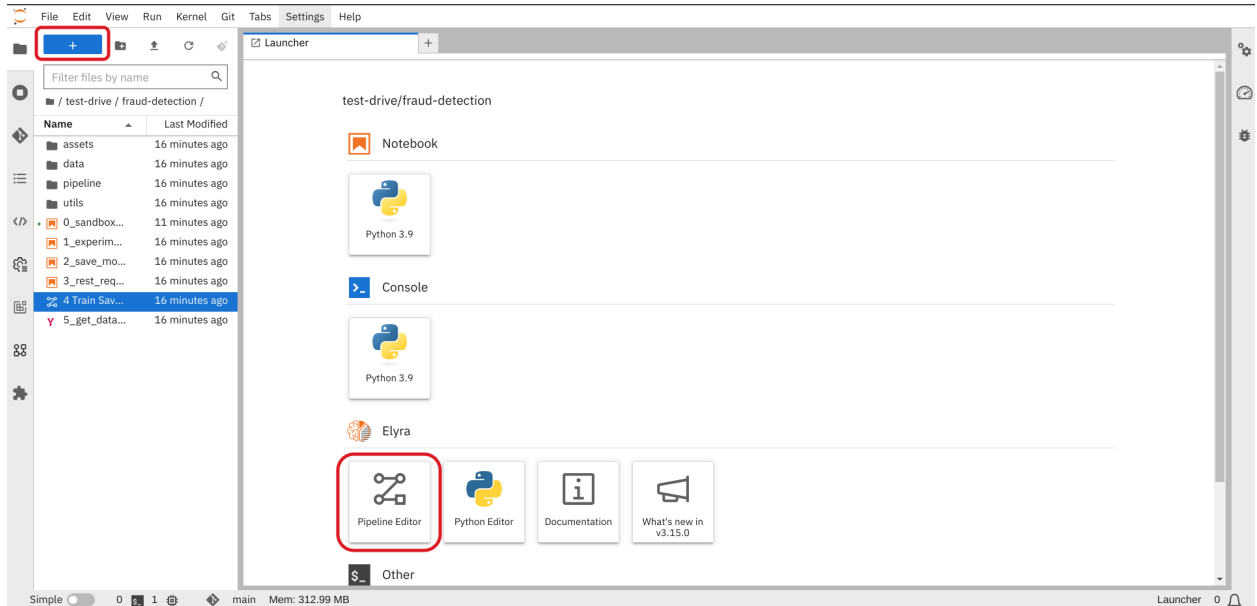 File Edit View Run Kernel Git Tabs Settings Help
+
Launcher
+
Filter files by name
/ test-drive / fraud-detection /
Name Last Modified
assets 16 minutes ago
data 16 minutes ago
pipeline 16 minutes ago
utils 16 minutes ago
0_sandbox... 11 minutes ago
1_experim... 16 minutes ago
2_save_mo... 16 minutes ago
3_rest_req... 16 minutes ago
4 Train Sav... 16 minutes ago
Y 5_get_data... 16 minutes ago
test-drive/fraud-detection
Notebook
Python 3.9
Console
Python 3.9
Elyra
Pipeline Editor
Python Editor
Documentation
What's new in
v3.15.0
$_ Other
Simple 0 $_ 1 main Mem: 312.99 MB Launcher 0